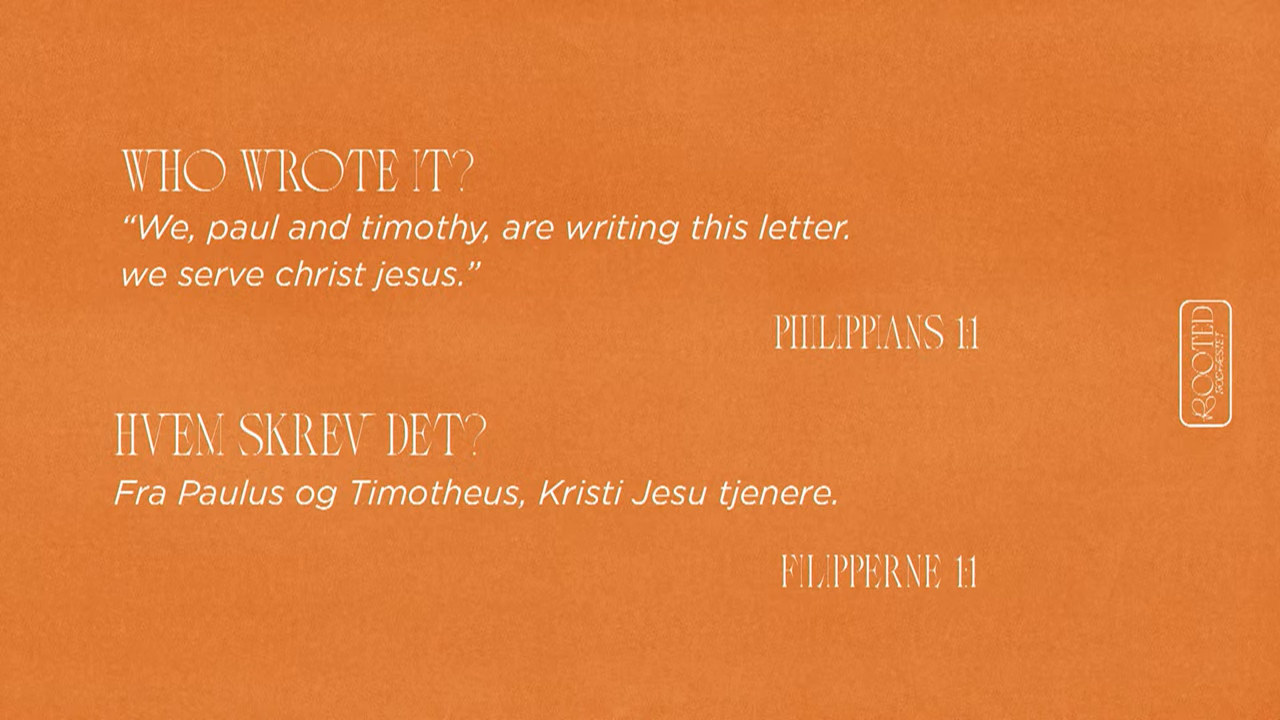 WHO WROTE IT?
“We, paul and timothy, are writing this letter.
we serve christ jesus.”
PHILIPPIANS 1:1
HVEM SKREV DET?
Fra Paulus og Timotheus, Kristi Jesu tjenere.
FILIPPERNE 1:1
ROOTED